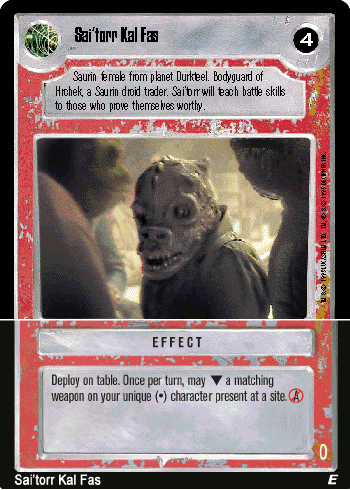 Sai'torr Kal Fas
4
Saurin female from planet Durkteel. Bodyguard of
Hrchek, a Saurin droid trader. Sai'torr will teach battle skills
to those who prove themselves worthy.
EFFECT
Deploy on table. Once per turn, may ▼ a matching
weapon on your unique (•) character present at a site.
0
Sai'torr Kal Fas
E